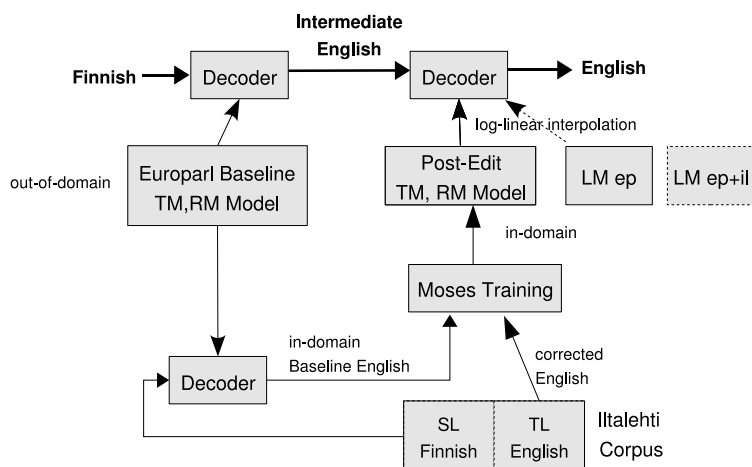 Intermediate
English
Finnish
Decoder
Decoder
English
log-linear interpolation
out-of-domain
Europarl Baseline
TM,RM Model
Post-Edit
TM, RM Model
LM ep
LM ep+il
in-domain
Moses Training
in-domain
Baseline English
Decoder
corrected
English
SL
Finnish
TL
English
Iltalehti
Corpus